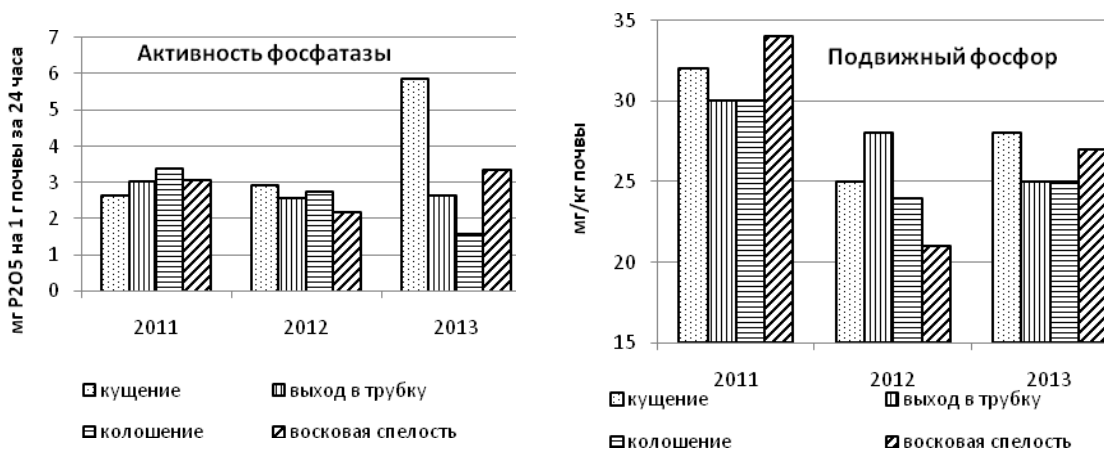 Активность фосфатазы
мг P2O5 на 1 г почвы за 24 часа
7
6
5
4
3
2
1
0
2011 2012 2013
кущение выход в трубку
колошение восковая спелость
Подвижный фосфор
мг/кг почвы
35
30
25
20
15
2011 2012 2013
кущение выход в трубку
колошение восковая спелость